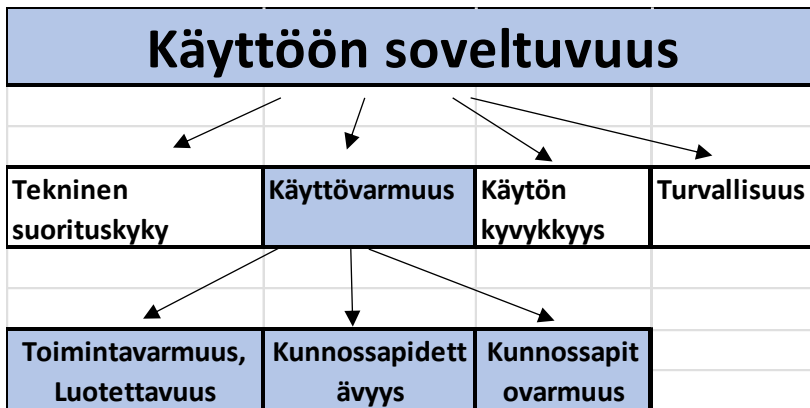 Käyttöön soveltuvuus
Tekninen
suorituskyky
Käyttövarmuus
Käytön
kyvykkyys
Turvallisuus
Toimintavarmuus,
Luotettavuus
Kunnossapidett
ävyys
Kunnossapit
ovarmuus